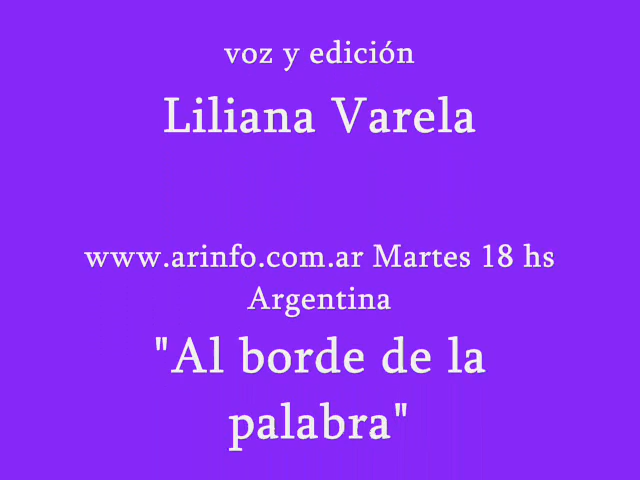 voz y edición
Liliana Varela
www.arinfo.com.ar Martes 18 hs
Argentina
"Al borde de la
palabra"